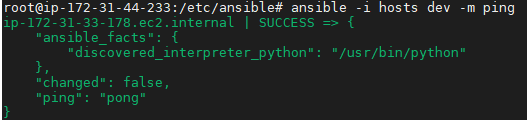 root@ip-172-31-44-233:/etc/ansible# ansible -i hosts dev -m ping
ip-172-31-33-178.ec2.internal | SUCCESS => {
    "ansible_facts": {
        "discovered_interpreter_python": "/usr/bin/python"
    },
    "changed": false,
    "ping": "pong"
}